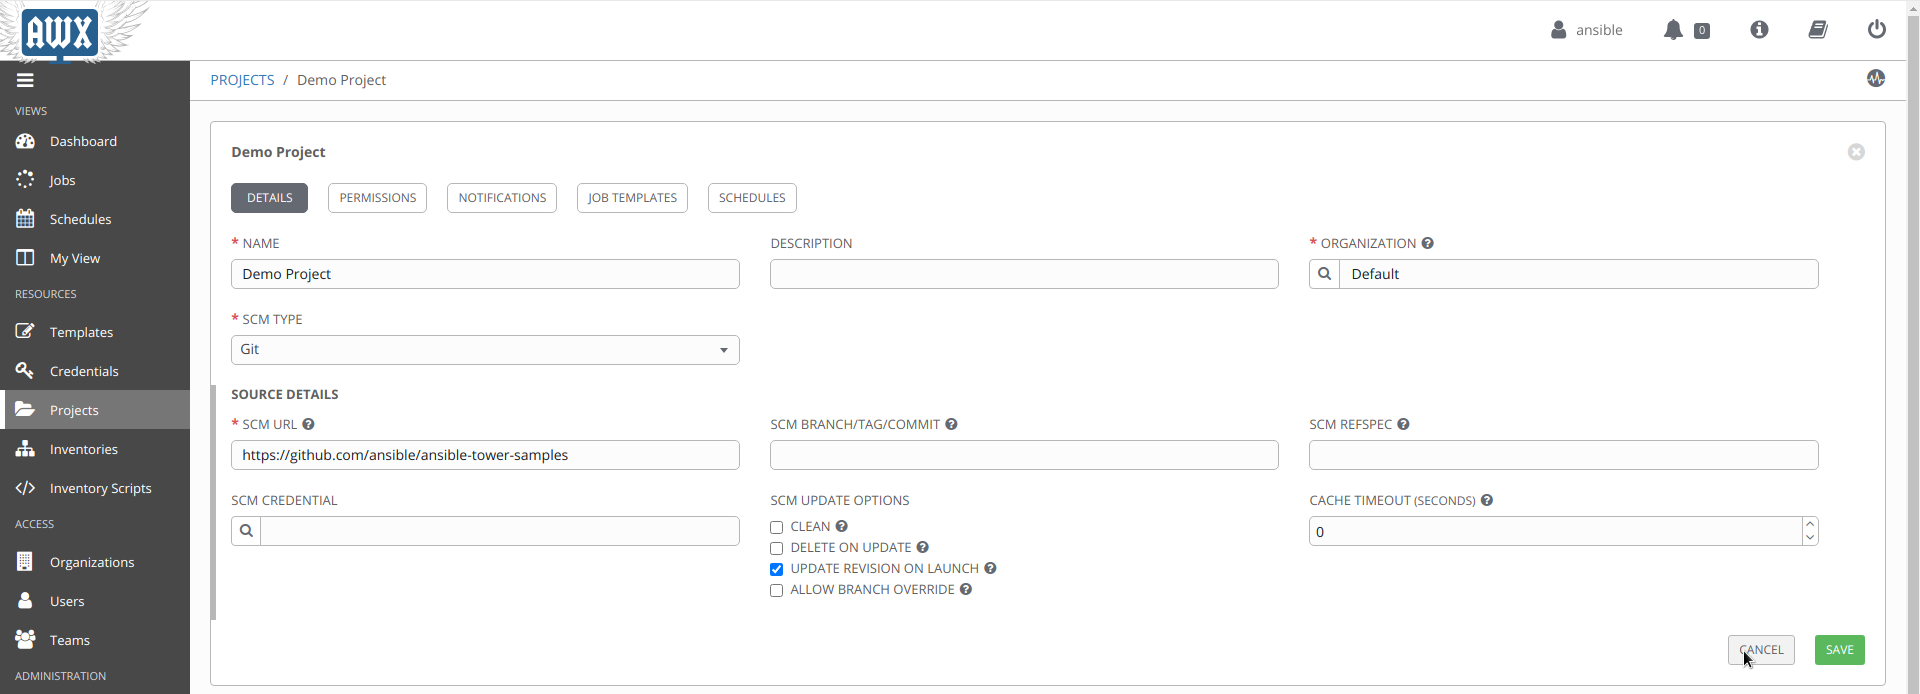 AWX
ansible
0
VIEWS
Dashboard
Jobs
Schedules
My View
RESOURCES
Templates
Credentials
Projects
Inventories
Inventory Scripts
ACCESS
Organizations
Users
Teams
ADMINISTRATION
PROJECTS / Demo Project
Demo Project
DETAILS PERMISSIONS NOTIFICATIONS JOB TEMPLATES SCHEDULES
* NAME DESCRIPTION * ORGANIZATION ?
Demo Project Default
* SCM TYPE
Git
SOURCE DETAILS
* SCM URL ? SCM BRANCH/TAG/COMMIT ? SCM REFSPEC ?
https://github.com/ansible/ansible-tower-samples
SCM CREDENTIAL SCM UPDATE OPTIONS CACHE TIMEOUT (SECONDS) ?
CLEAN ?
0
DELETE ON UPDATE ?
UPDATE REVISION ON LAUNCH ?
ALLOW BRANCH OVERRIDE ?
CANCEL SAVE